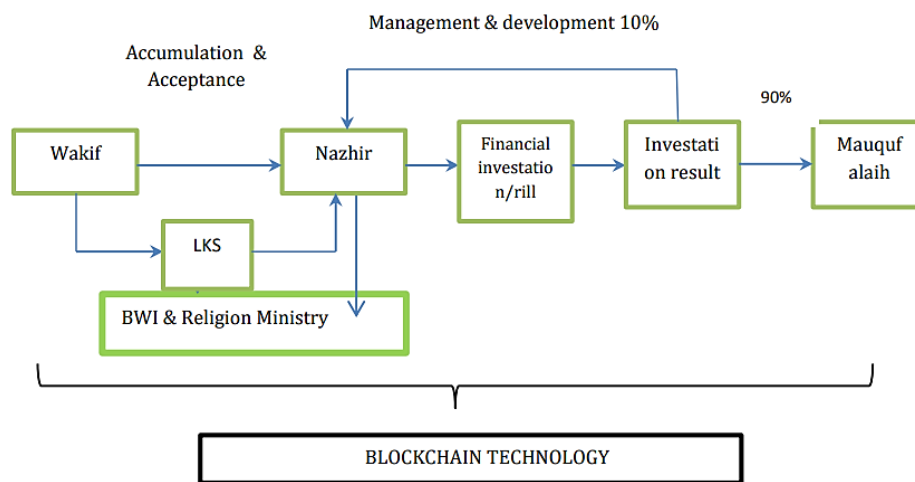 Management & development 10%
Accumulation &
Acceptance
90%
Wakif
Nazhir
Financial
investatio
n/rill
Investati
on result
Mauquf
alaih
LKS
BWI & Religion Ministry
BLOCKCHAIN TECHNOLOGY